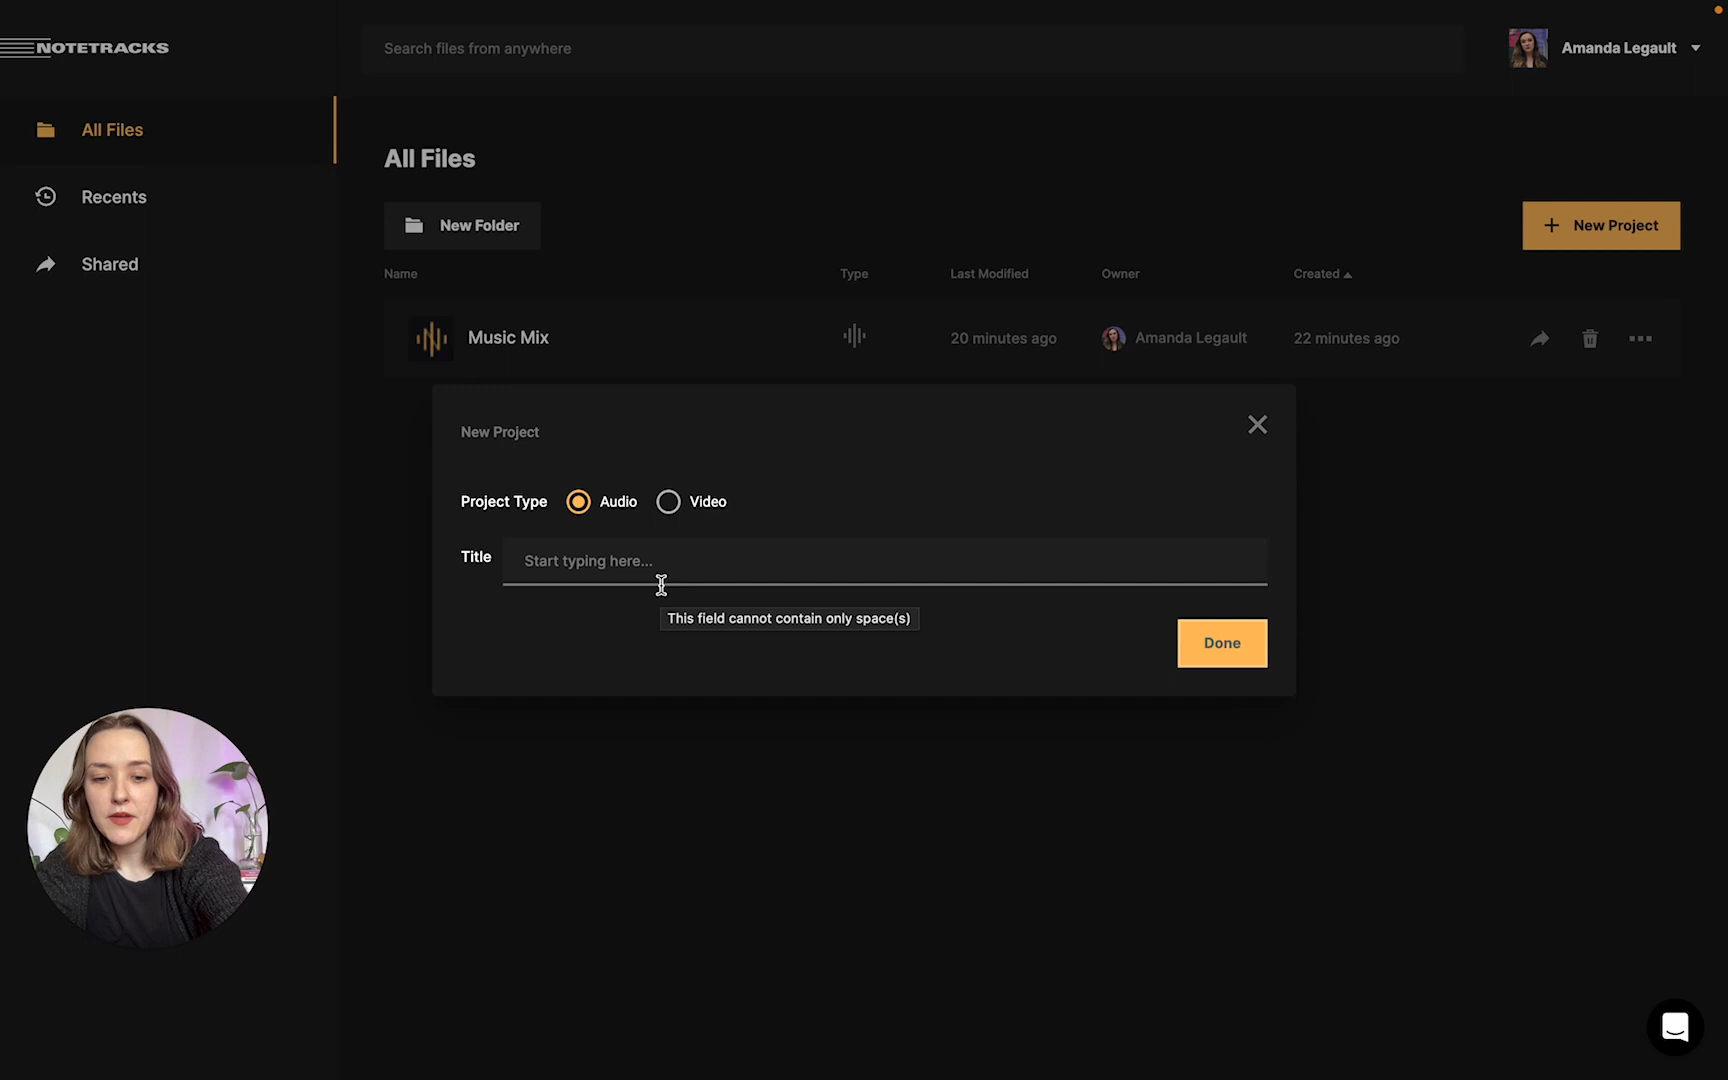 NOTETRACKS
Search files from anywhere
Amanda Legault
All Files
Recents
Shared
All Files
New Folder
New Project
Name Type Last Modified Owner Created
Music Mix 20 minutes ago Amanda Legault 22 minutes ago
New Project
Project Type Audio Video
Title Start typing here...
This field cannot contain only space(s)
Done